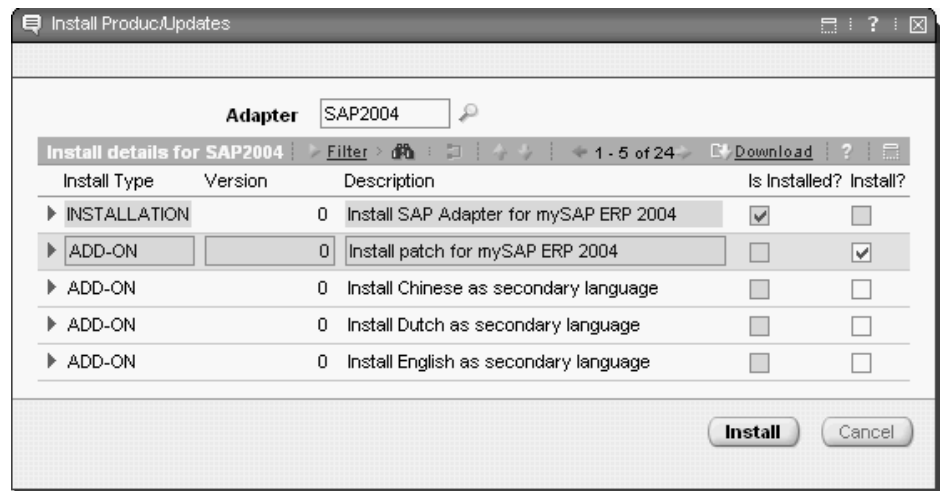 Install Produc/Updates
?
Adapter SAP2004
Install details for SAP2004 Filter 1 - 5 of 24 Download ?
Install Type Version Description Is Installed? Install?
INSTALLATION 0 Install SAP Adapter for mySAP ERP 2004
ADD-ON 0 Install patch for mySAP ERP 2004
ADD-ON 0 Install Chinese as secondary language
ADD-ON 0 Install Dutch as secondary language
ADD-ON 0 Install English as secondary language
Install Cancel